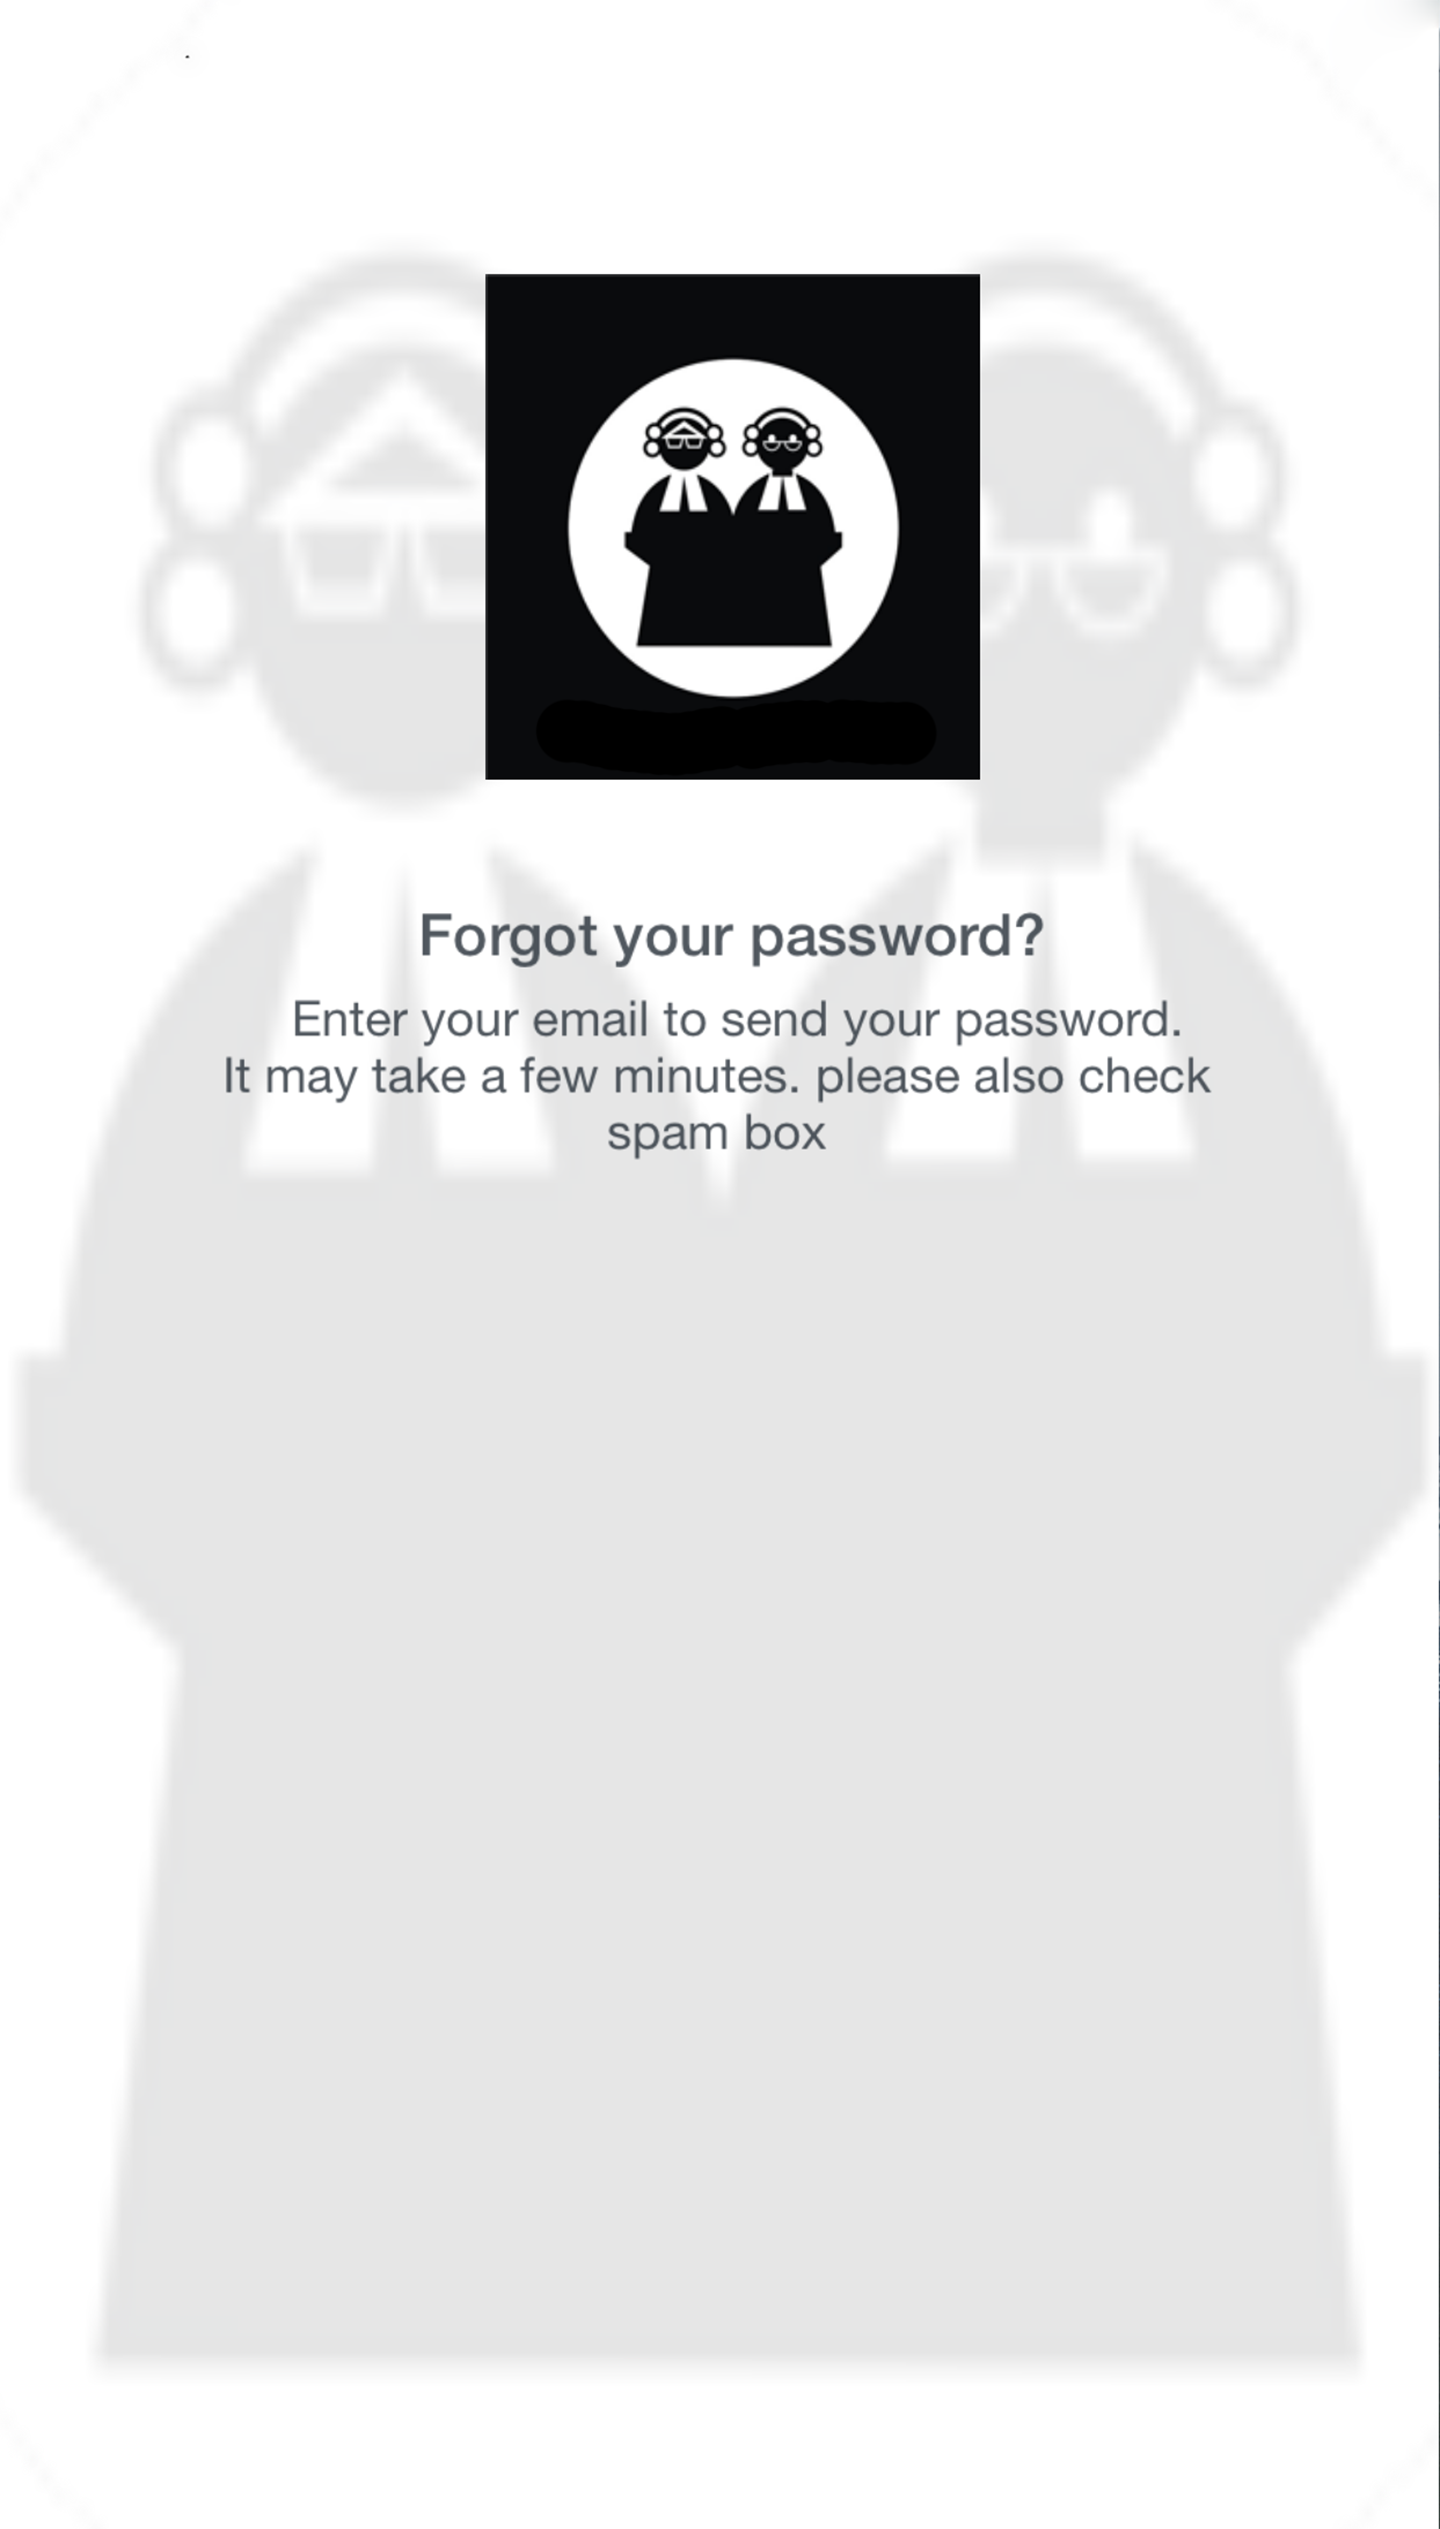 Forgot your password?
Enter your email to send your password.
It may take a few minutes. please also check
spam box